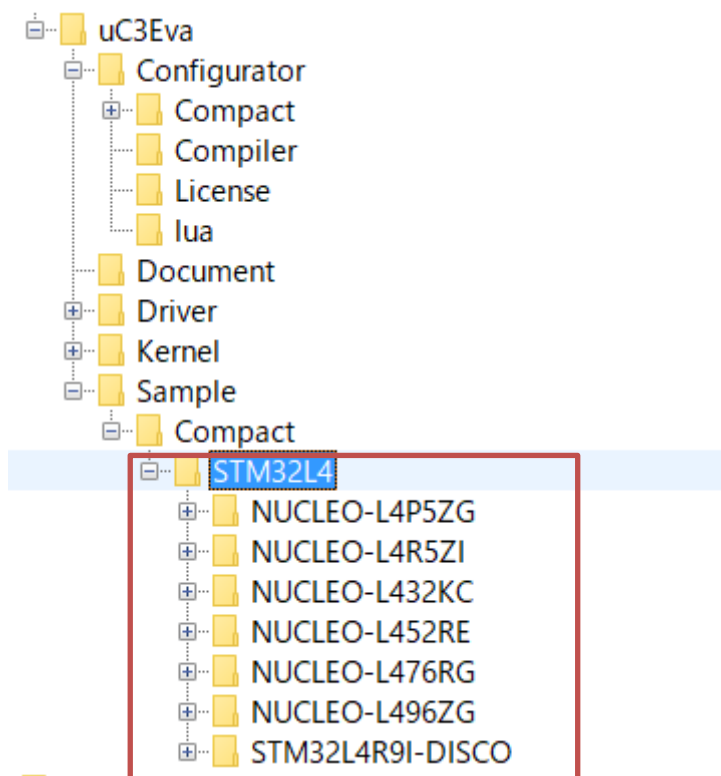 uC3Eva
Configurator
Compact
Compiler
License
lua
Document
Driver
Kernel
Sample
Compact
STM32L4
NUCLEO-L4P5ZG
NUCLEO-L4R5ZI
NUCLEO-L432KC
NUCLEO-L452RE
NUCLEO-L476RG
NUCLEO-L496ZG
STM32L4R9I-DISCO